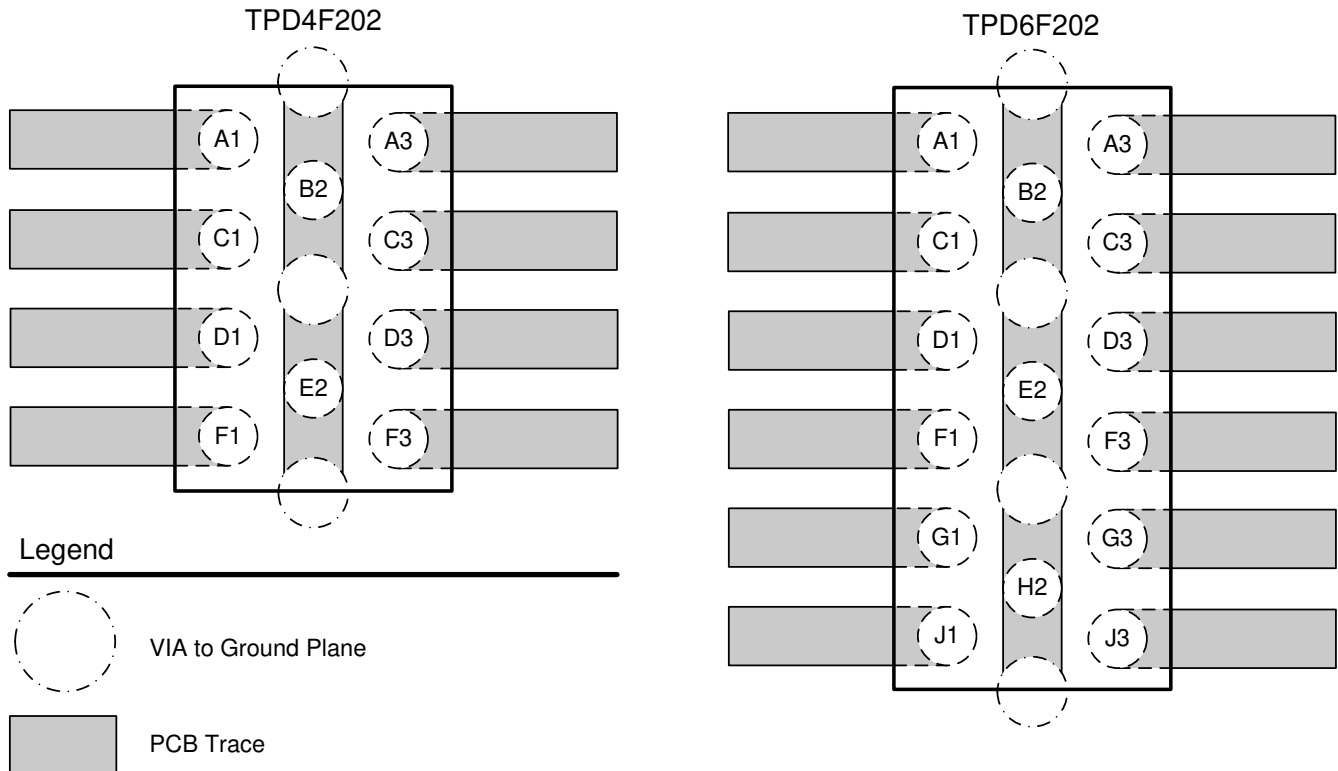 TPD4F202
A1 A3
B2
C1 C3
D1 D3
E2
F1 F3
Legend
VIA to Ground Plane
PCB Trace
TPD6F202
A1 A3
B2
C1 C3
D1 D3
E2
F1 F3
G1 G3
H2
J1 J3